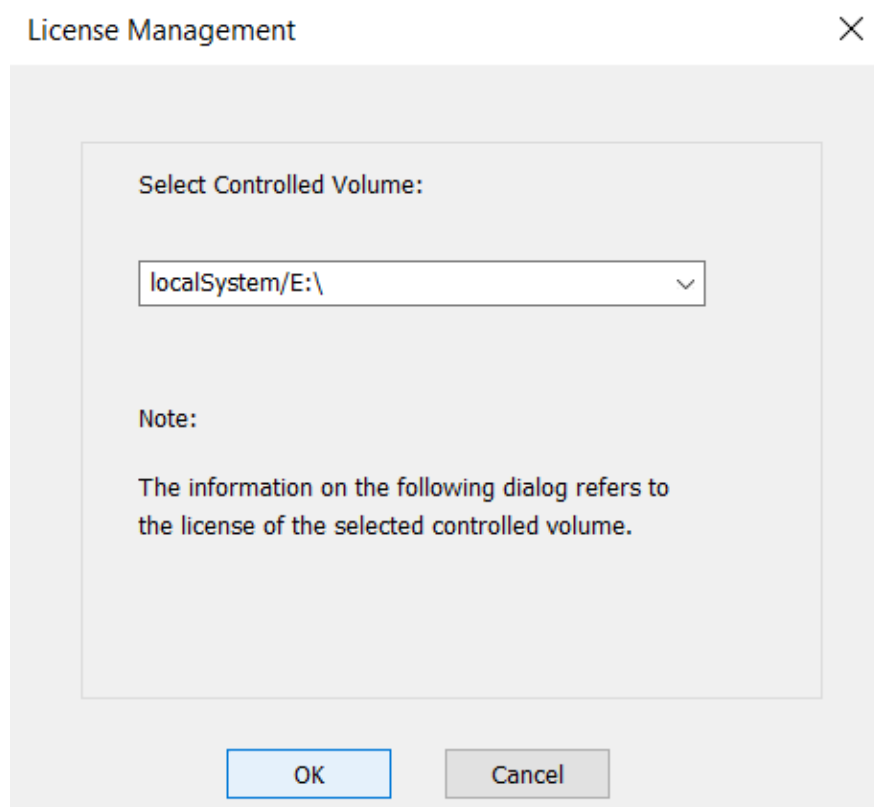 License Management
Select Controlled Volume:
localSystem/E:\
Note:
The information on the following dialog refers to
the license of the selected controlled volume.
OK
Cancel